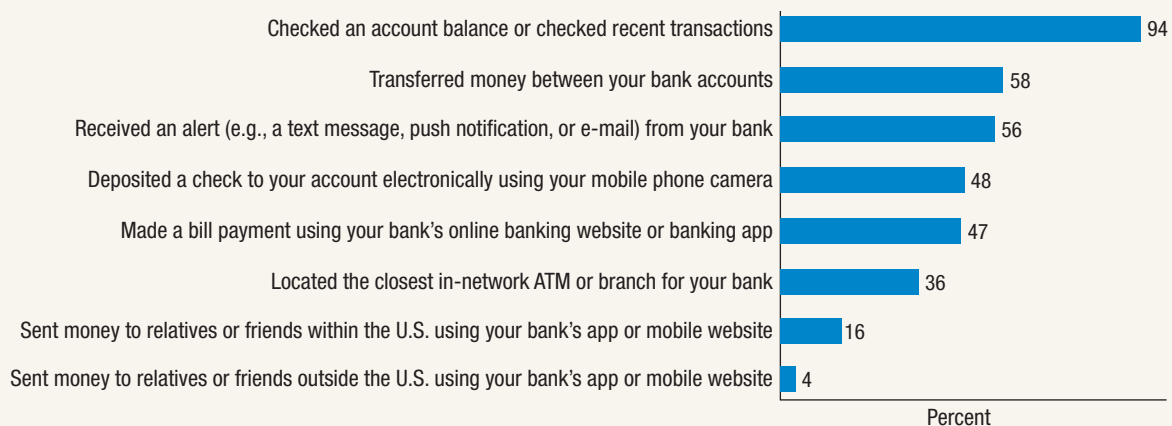 Checked an account balance or checked recent transactions 94
Transferred money between your bank accounts 58
Received an alert (e.g., a text message, push notification, or e-mail) from your bank 56
Deposited a check to your account electronically using your mobile phone camera 48
Made a bill payment using your bank’s online banking website or banking app 47
Located the closest in-network ATM or branch for your bank 36
Sent money to relatives or friends within the U.S. using your bank’s app or mobile website 16
Sent money to relatives or friends outside the U.S. using your bank’s app or mobile website 4
Percent